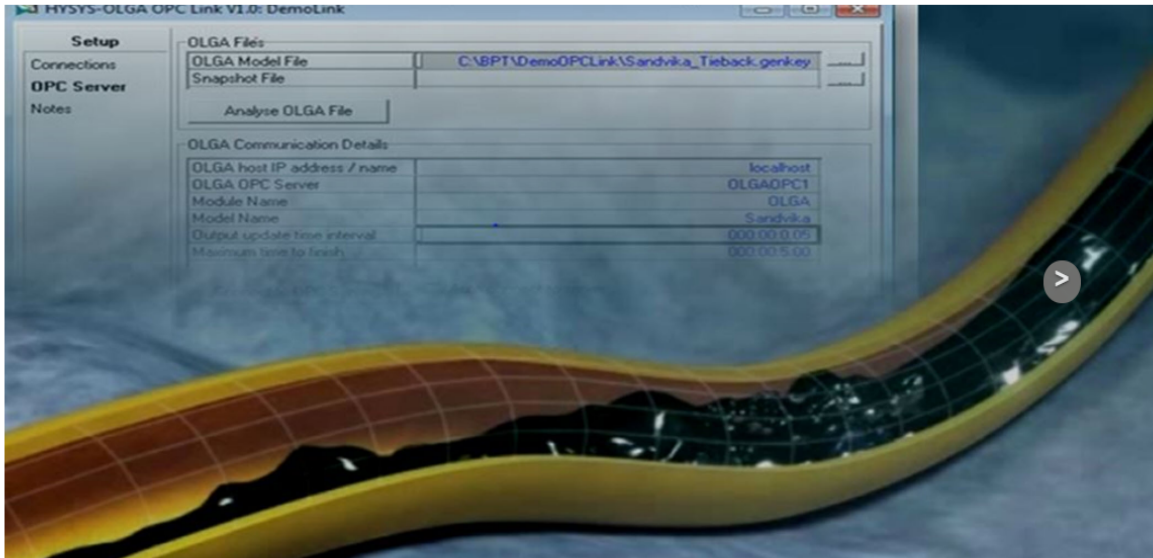 HYSYS-OLGA OPC Link V1.0: DemoLink
Setup
Connections
OPC Server
Notes
OLGA Files
OLGA Model File C:\BPT\DemoOPCLink\Sandvika_Tieback.genkey ...
Snapshot File ...
Analyse OLGA File
OLGA Communication Details
OLGA host IP address / name localhost
OLGA OPC Server OLGAOPC1
Module Name OLGA
Model Name Sandvika
Output update time interval 000:00:0.05
Maximum time to finish 000:00:5.00
>